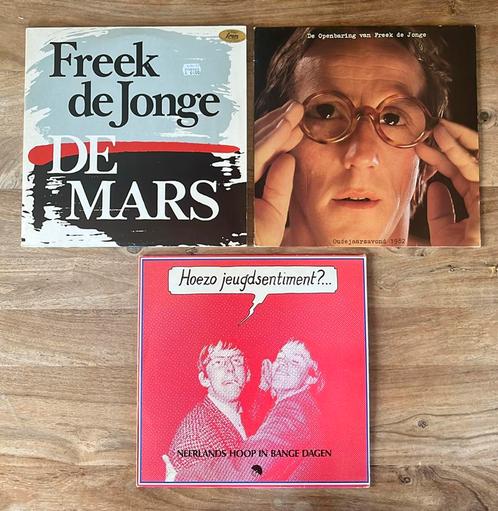 Freek
de Jonge
DE
MARS
De Openbaring van Freek de Jonge
Oudejaarsavond 1982
Hoezo jeugdsentiment?...
NEERLANDS HOOP IN BANGE DAGEN